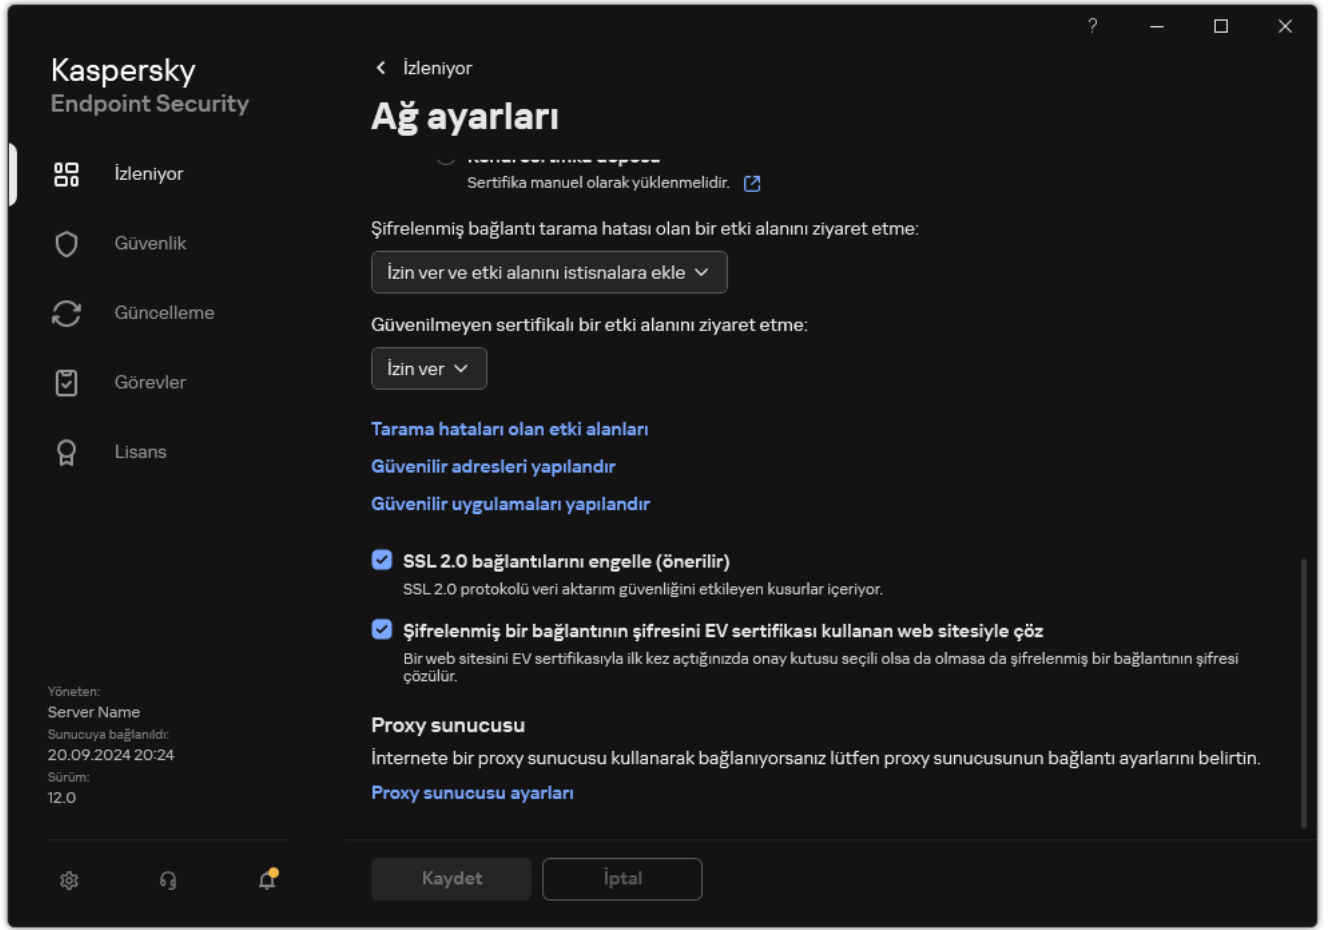 Kaspersky
Endpoint Security
İzleniyor
Güvenlik
Güncelleme
Görevler
Lisans
Yöneten:
Server Name
Sunucuya bağlanıldı:
20.09.2024 20:24
Sürüm:
12.0
?
İzleniyor
Ağ ayarları
Kendi sertifika deposu
Sertifika manuel olarak yüklenmelidir.
Şifrelenmiş bağlantı tarama hatası olan bir etki alanını ziyaret etme:
İzin ver ve etki alanını istisnalara ekle
Güvenilmeyen sertifikalı bir etki alanını ziyaret etme:
İzin ver
Tarama hataları olan etki alanları
Güvenilir adresleri yapılandır
Güvenilir uygulamaları yapılandır
SSL 2.0 bağlantılarını engelle (önerilir)
SSL 2.0 protokolü veri aktarım güvenliğini etkileyen kusurlar içeriyor.
Şifrelenmiş bir bağlantının şifresini EV sertifikası kullanan web sitesiyle çöz
Bir web sitesini EV sertifikasıyla ilk kez açtığınızda onay kutusu seçili olsa da olmasa da şifrelenmiş bir bağlantının şifresi
çözülür.
Proxy sunucusu
İnternete bir proxy sunucusu kullanarak bağlanıyorsanız lütfen proxy sunucusunun bağlantı ayarlarını belirtin.
Proxy sunucusu ayarları
Kaydet
İptal